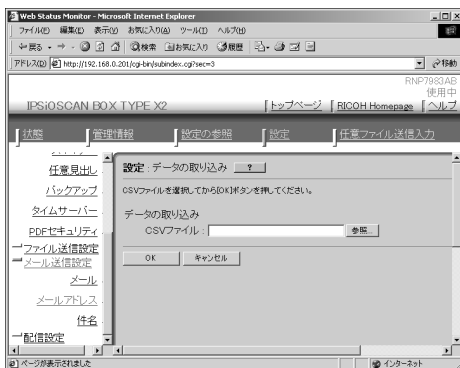 Web Status Monitor - Microsoft Internet Explorer
ファイル(F) 編集(E) 表示(V) お気に入り(A) ツール(T) ヘルプ(H)
戻る 検索 お気に入り 履歴
アドレス(D) http://192.168.0.201/cgi-bin/subindex.cgi?sec=3 移動
RNP7983AB
使用中
IPSiOSCAN BOX TYPE X2 トップページ RICOH Homepage ヘルプ
状態 管理情報 設定の参照 設定 任意ファイル送信入力
任意見出し
バックアップ
タイムサーバー
PDFセキュリティ
ファイル送信設定
メール送信設定
メール
メールアドレス
件名
配信設定
設定 : データの取り込み ?
CSVファイルを選択してから[OK]ボタンを押してください。
データの取り込み
CSVファイル : 参照...
OK キャンセル
ページが表示されました インターネット